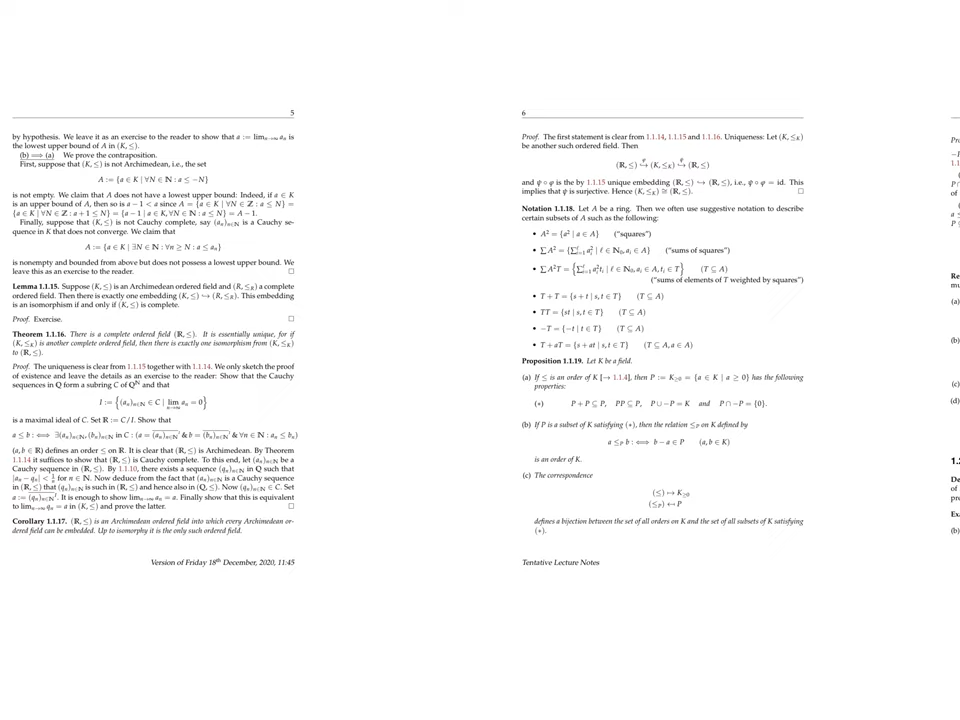 5
by hypothesis. We leave it as an exercise to the reader to show that a := lim_{n→∞} a_n is
the lowest upper bound of A in (K, ≤).
(b) ⟹ (a) We prove the contraposition.
First, suppose that (K, ≤) is not Archimedean, i.e., the set
A := {a ∈ K | ∀N ∈ ℕ : a ≤ −N}
is not empty. We claim that A does not have a lowest upper bound: Indeed, if a ∈ K
is an upper bound of A, then so is a − 1 < a since A = {a ∈ K | ∀N ∈ ℤ : a ≤ N} =
{a ∈ K | ∀N ∈ ℤ : a + 1 ≤ N} = {a − 1 | a ∈ K, ∀N ∈ ℕ : a ≤ N} = A − 1.
Finally, suppose that (K, ≤) is not Cauchy complete, say (a_n)_{n∈ℕ} is a Cauchy se-
quence in K that does not converge. We claim that
A := {a ∈ K | ∃N ∈ ℕ : ∀n ≥ N : a ≤ a_n}
is nonempty and bounded from above but does not possess a lowest upper bound. We
leave this as an exercise to the reader. □
Lemma 1.1.15. Suppose (K, ≤) is an Archimedean ordered field and (R, ≤_R) a complete
ordered field. Then there is exactly one embedding (K, ≤) ↪ (R, ≤_R). This embedding
is an isomorphism if and only if (K, ≤) is complete.
Proof. Exercise. □
Theorem 1.1.16. There is a complete ordered field (ℝ, ≤). It is essentially unique, for if
(K, ≤_K) is another complete ordered field, then there is exactly one isomorphism from (K, ≤_K)
to (ℝ, ≤).
Proof. The uniqueness is clear from 1.1.15 together with 1.1.14. We only sketch the proof
of existence and leave the details as an exercise to the reader: Show that the Cauchy
sequences in ℚ form a subring C of ℚ^ℕ and that
I := {(a_n)_{n∈ℕ} ∈ C | lim_{n→∞} a_n = 0}
is a maximal ideal of C. Set ℝ := C/I. Show that
a ≤ b :⟺ ∃(a_n)_{n∈ℕ}, (b_n)_{n∈ℕ} in C : (a = \overline{(a_n)_{n∈ℕ}}^I & b = \overline{(b_n)_{n∈ℕ}}^I & ∀n ∈ ℕ : a_n ≤ b_n)
(a, b ∈ ℝ) defines an order ≤ on ℝ. It is clear that (ℝ, ≤) is Archimedean. By Theorem
1.1.14 it suffices to show that (ℝ, ≤) is Cauchy complete. To this end, let (a_n)_{n∈ℕ} be a
Cauchy sequence in (ℝ, ≤). By 1.1.10, there exists a sequence (q_n)_{n∈ℕ} in ℚ such that
|a_n − q_n| < 1/n for n ∈ ℕ. Now deduce from the fact that (a_n)_{n∈ℕ} is a Cauchy sequence
in (ℝ, ≤) that (q_n)_{n∈ℕ} is such in (ℝ, ≤) and hence also in (ℚ, ≤). Now (q_n)_{n∈ℕ} ∈ C. Set
a := \overline{(q_n)_{n∈ℕ}}^I. It is enough to show lim_{n→∞} a_n = a. Finally show that this is equivalent
to lim_{n→∞} q_n = a in (K, ≤) and prove the latter. □
Corollary 1.1.17. (ℝ, ≤) is an Archimedean ordered field into which every Archimedean or-
dered field can be embedded. Up to isomorphy it is the only such ordered field.
Version of Friday 18th December, 2020, 11:45
6
Proof. The first statement is clear from 1.1.14, 1.1.15 and 1.1.16. Uniqueness: Let (K, ≤_K)
be another such ordered field. Then
(ℝ, ≤) ↪^φ (K, ≤_K) ↪^ψ (ℝ, ≤)
and ψ ∘ φ is the by 1.1.15 unique embedding (ℝ, ≤) ↪ (ℝ, ≤), i.e., ψ ∘ φ = id. This
implies that ψ is surjective. Hence (K, ≤_K) ≅ (ℝ, ≤). □
Notation 1.1.18. Let A be a ring. Then we often use suggestive notation to describe
certain subsets of A such as the following:
• A² = {a² | a ∈ A} ("squares")
• ∑A² = {∑_{i=1}^ℓ a_i² | ℓ ∈ ℕ₀, a_i ∈ A} ("sums of squares")
• ∑A²T = {∑_{i=1}^ℓ a_i² t_i | ℓ ∈ ℕ₀, a_i ∈ A, t_i ∈ T} (T ⊆ A)
("sums of elements of T weighted by squares")
• T + T = {s + t | s, t ∈ T} (T ⊆ A)
• TT = {st | s, t ∈ T} (T ⊆ A)
• −T = {−t | t ∈ T} (T ⊆ A)
• T + aT = {s + at | s, t ∈ T} (T ⊆ A, a ∈ A)
Proposition 1.1.19. Let K be a field.
(a) If ≤ is an order of K [→ 1.1.4], then P := K_{≥0} = {a ∈ K | a ≥ 0} has the following
properties:
(∗) P + P ⊆ P, PP ⊆ P, P ∪ −P = K and P ∩ −P = {0}.
(b) If P is a subset of K satisfying (∗), then the relation ≤_P on K defined by
a ≤_P b :⟺ b − a ∈ P (a, b ∈ K)
is an order of K.
(c) The correspondence
(≤) ↦ K_{≥0}
(≤_P) ↤ P
defines a bijection between the set of all orders on K and the set of all subsets of K satisfying
(∗).
Tentative Lecture Notes